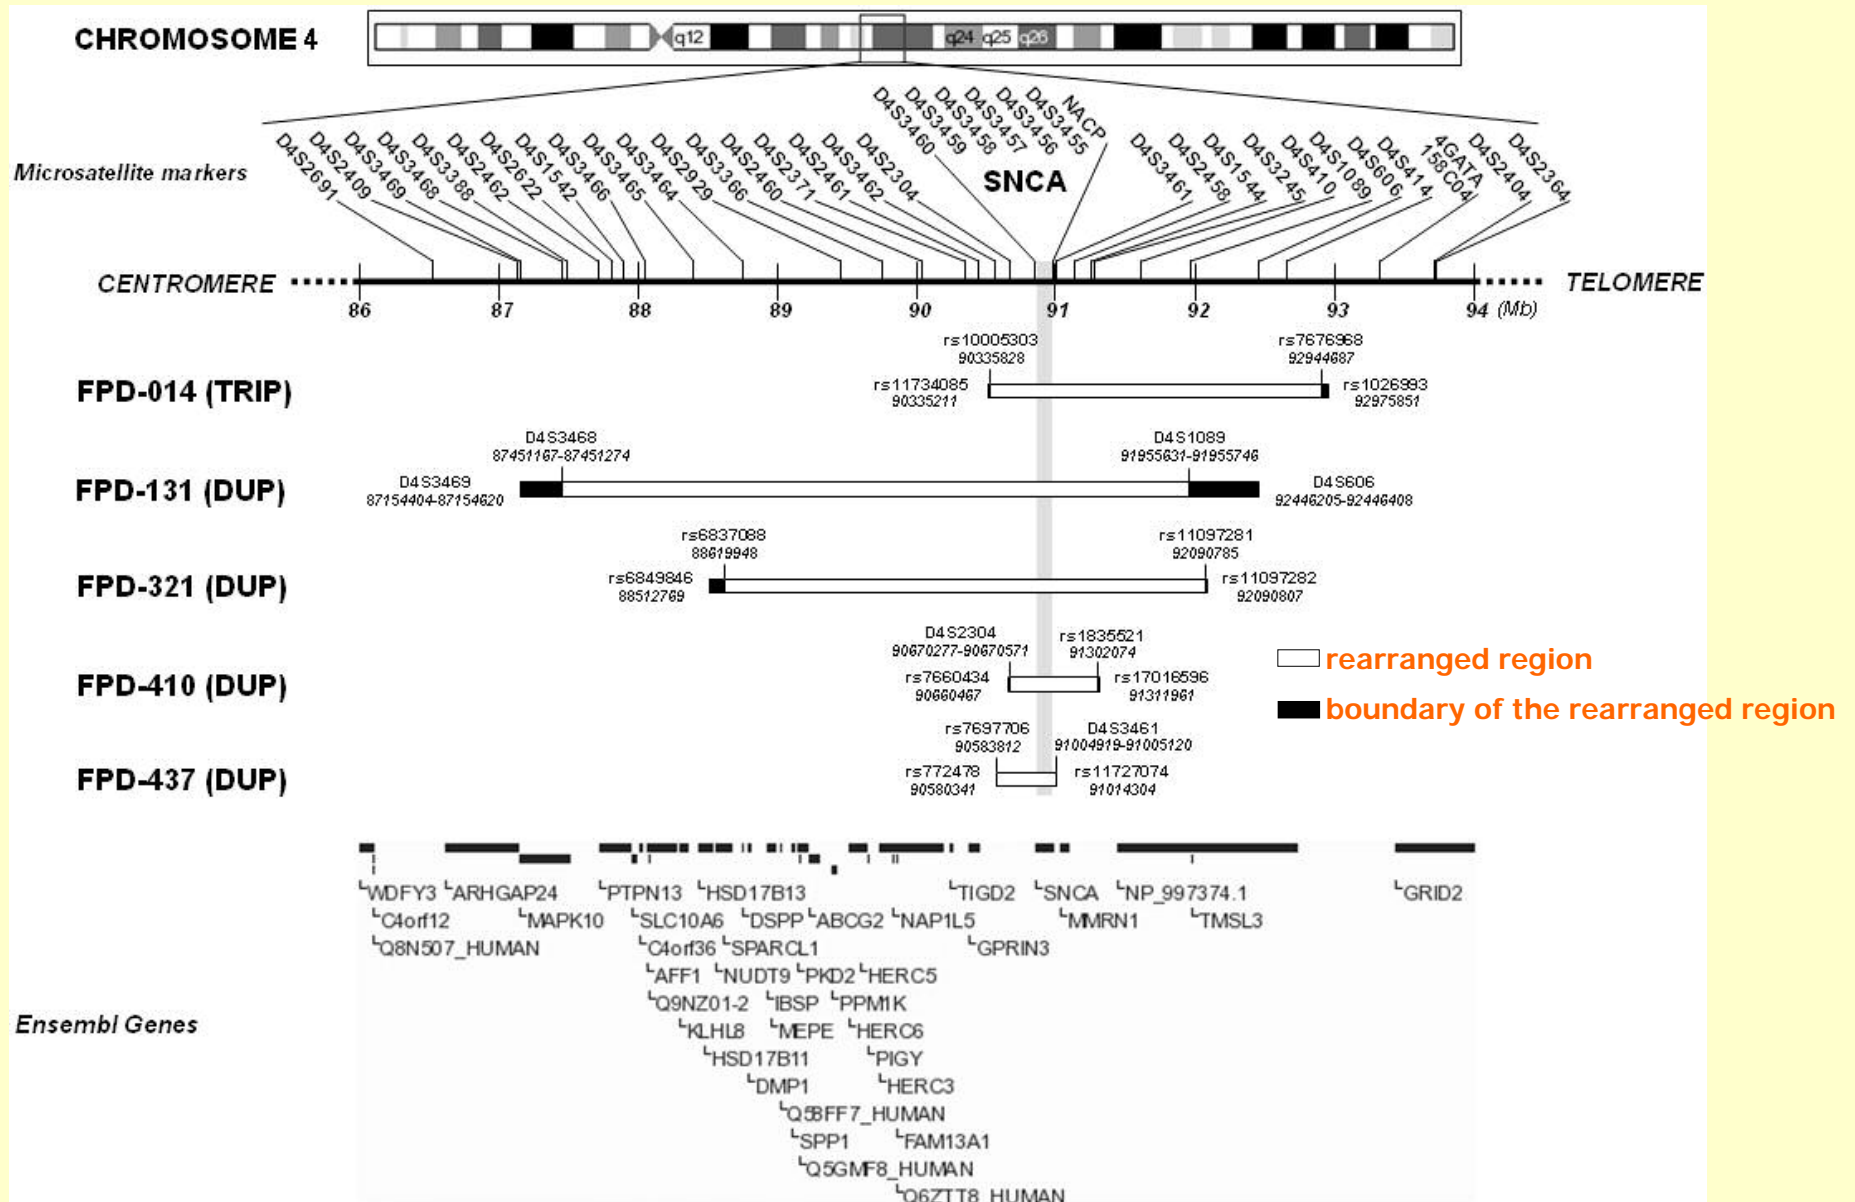 CHROMOSOME 4
q12
q24
q25
q26
Microsatellite markers
D4S2691
D4S2409
D4S3469
D4S3468
D4S3388
D4S2462
D4S2622
D4S1542
D4S3466
D4S3465
D4S3464
D4S2929
D4S3366
D4S2460
D4S2371
D4S2461
D4S3462
D4S2304
D4S3460
D4S3459
D4S3458
D4S3457
D4S3456
D4S3455
NACP
SNCA
D4S3461
D4S2458
D4S1544
D4S3245
D4S410
D4S1089
D4S606
D4S414
4GATA
158C04
D4S2404
D4S2364
CENTROMERE
TELOMERE
86 87 88 89 90 91 92 93 94 (Mb)
FPD-014 (TRIP)
rs10005303
90335828
rs7676968
92944687
rs11734085
90335211
rs1026993
92975851
FPD-131 (DUP)
D4S3468
87451167-87451274
D4S1089
91955631-91955746
D4S3469
87154404-87154620
D4S606
92446205-92446408
FPD-321 (DUP)
rs6837088
88619948
rs11097281
92090785
rs6849846
88512769
rs11097282
92090807
FPD-410 (DUP)
D4S2304
90670277-90670571
rs1835521
91302074
rs7660434
90660467
rs17016596
91311961
rearranged region
boundary of the rearranged region
FPD-437 (DUP)
rs7697706
90583812
D4S3461
91004919-91005120
rs772478
90580341
rs11727074
91014304
Ensembl Genes
WDFY3 ARHGAP24 PTPN13 HSD17B13 TIGD2 SNCA NP_997374.1 GRID2
C4orf12 MAPK10 SLC10A6 DSPP ABCG2 NAP1L5 MMRN1 TMSL3
Q8N507_HUMAN C4orf36 SPARCL1 GPRIN3
AFF1 NUDT9 PKD2 HERC5
Q9NZ01-2 IBSP PPM1K
KLHL8 MEPE HERC6
HSD17B11 PIGY
DMP1 HERC3
Q5BFF7_HUMAN
SPP1 FAM13A1
Q5GMF8_HUMAN
Q6ZTT8_HUMAN